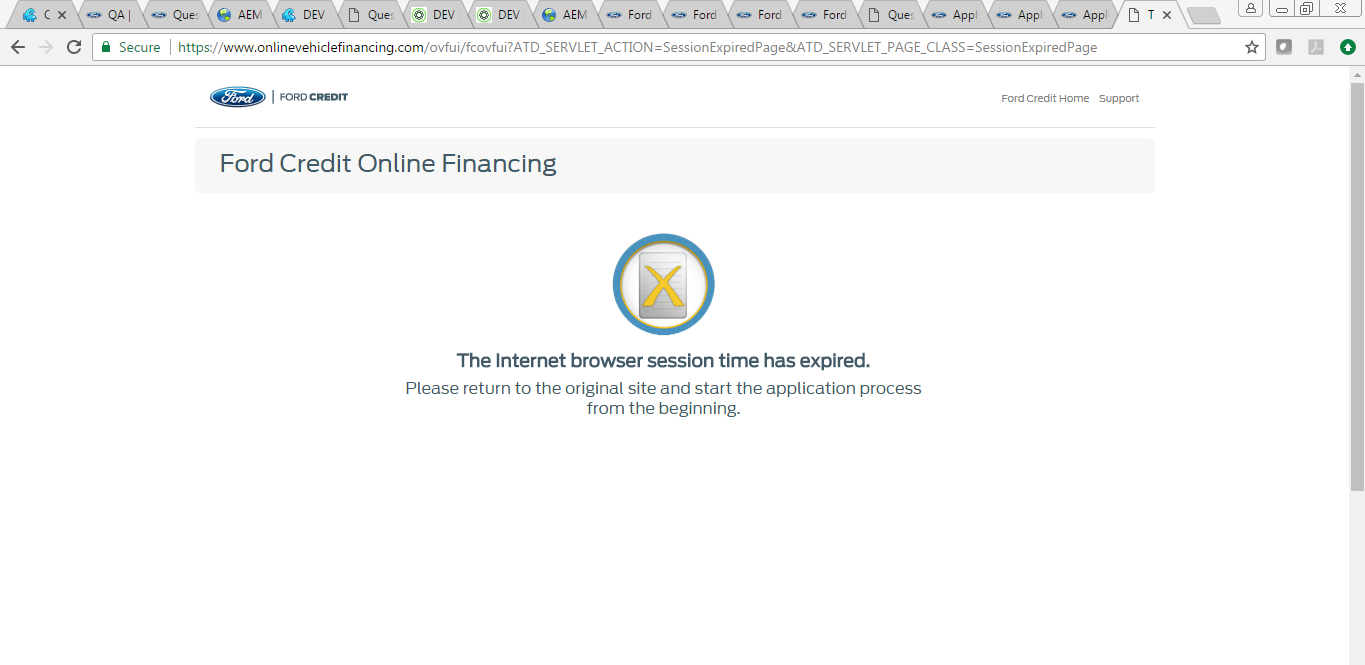 C QA | Ques AEM DEV Ques DEV DEV AEM Ford Ford Ford Ford Ques Appl Appl Appl T
Secure https://www.onlinevehiclefinancing.com/ovfui/fcovfui?ATD_SERVLET_ACTION=SessionExpiredPage&ATD_SERVLET_PAGE_CLASS=SessionExpiredPage
Ford | FORD CREDIT
Ford Credit Home Support
Ford Credit Online Financing
The Internet browser session time has expired.
Please return to the original site and start the application process
from the beginning.